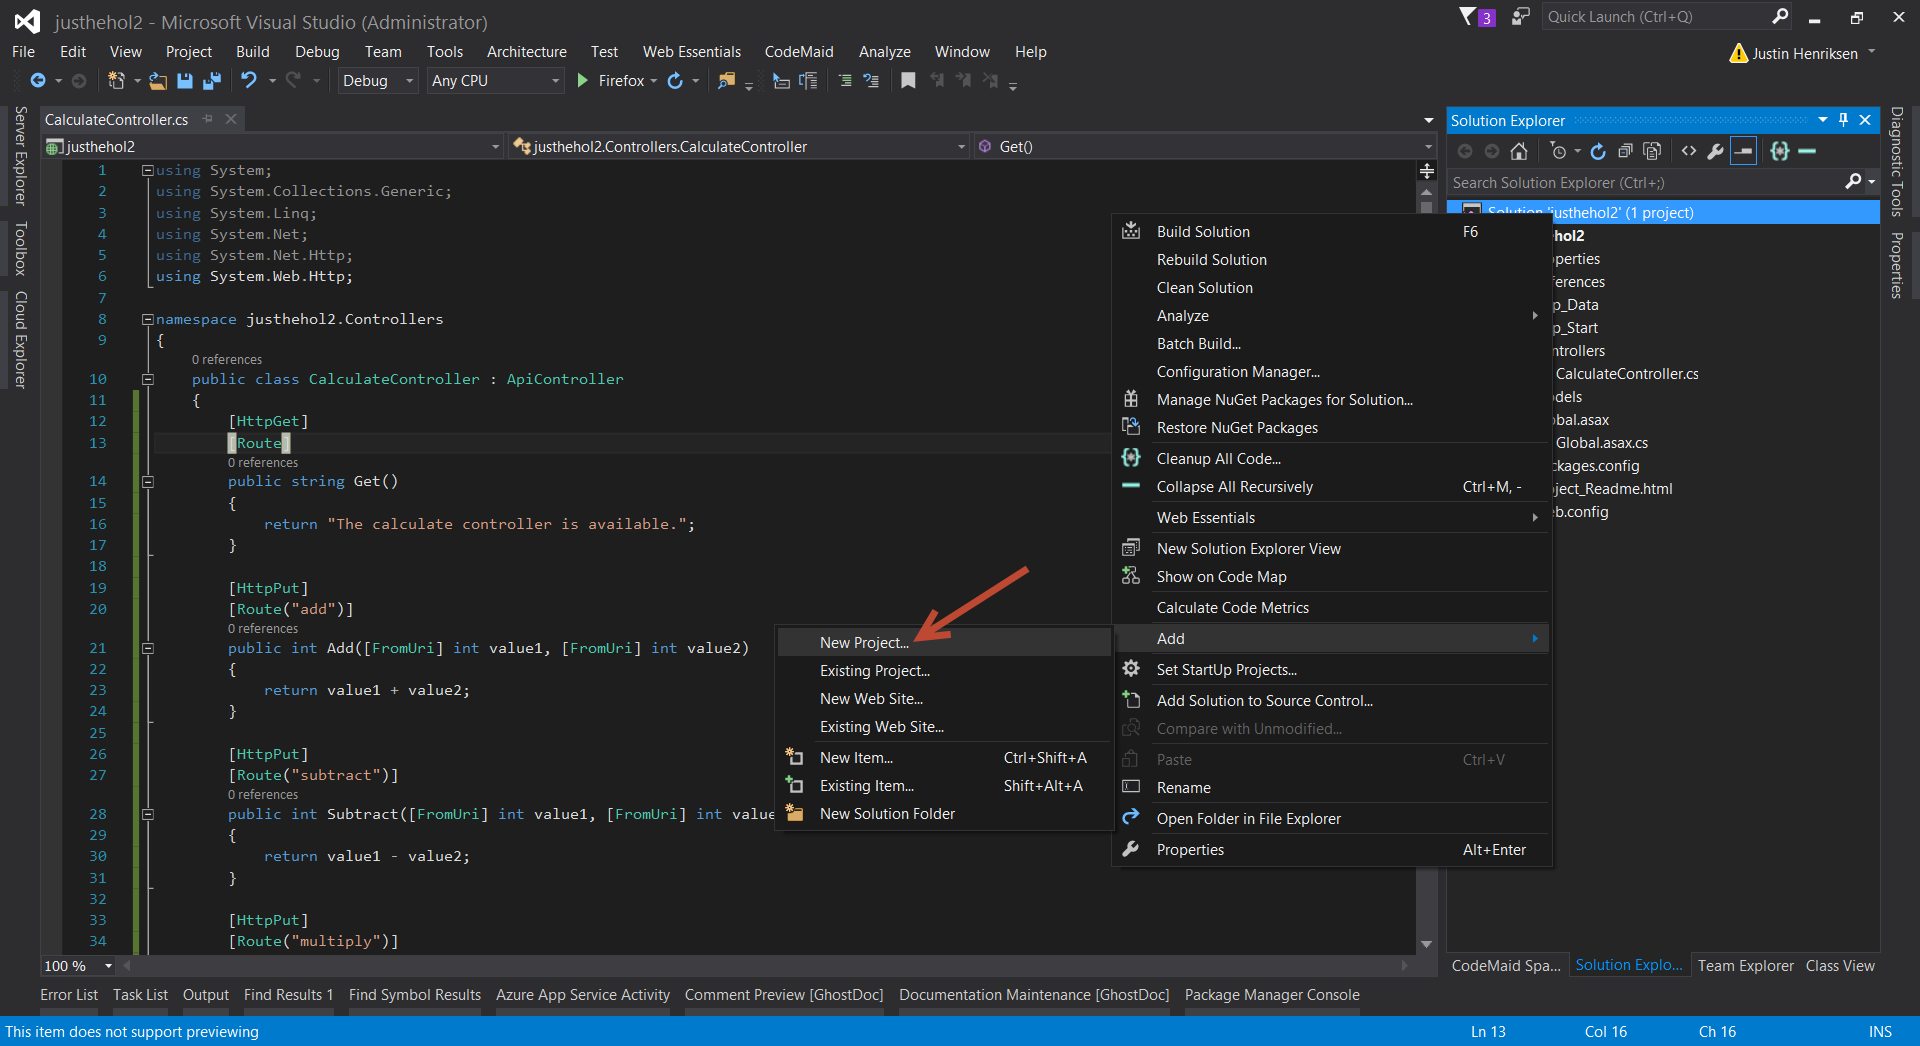 justhehol2 - Microsoft Visual Studio (Administrator)
3
Quick Launch (Ctrl+Q)
File Edit View Project Build Debug Team Tools Architecture Test Web Essentials CodeMaid Analyze Window Help
Justin Henriksen
Debug Any CPU Firefox
Server Explorer
Toolbox
Cloud Explorer
CalculateController.cs
justhehol2 justhehol2.Controllers.CalculateController Get()
1 using System;
2 using System.Collections.Generic;
3 using System.Linq;
4 using System.Net;
5 using System.Net.Http;
6 using System.Web.Http;
7
8 namespace justhehol2.Controllers
9 {
0 references
10 public class CalculateController : ApiController
11 {
12 [HttpGet]
13 [Route]
0 references
14 public string Get()
15 {
16 return "The calculate controller is available.";
17 }
18
19 [HttpPut]
20 [Route("add")]
0 references
21 public int Add([FromUri] int value1, [FromUri] int value2)
22 {
23 return value1 + value2;
24 }
25
26 [HttpPut]
27 [Route("subtract")]
0 references
28 public int Subtract([FromUri] int value1, [FromUri] int value
29 {
30 return value1 - value2;
31 }
32
33 [HttpPut]
34 [Route("multiply")]
100 %
New Project...
Existing Project...
New Web Site...
Existing Web Site...
New Item... Ctrl+Shift+A
Existing Item... Shift+Alt+A
New Solution Folder
Build Solution F6
Rebuild Solution
Clean Solution
Analyze
Batch Build...
Configuration Manager...
Manage NuGet Packages for Solution...
Restore NuGet Packages
Cleanup All Code...
Collapse All Recursively Ctrl+M, -
Web Essentials
New Solution Explorer View
Show on Code Map
Calculate Code Metrics
Add
Set StartUp Projects...
Add Solution to Source Control...
Compare with Unmodified...
Paste Ctrl+V
Rename
Open Folder in File Explorer
Properties Alt+Enter
Solution Explorer
Search Solution Explorer (Ctrl+;)
Solution 'justhehol2' (1 project)
hol2
operties
ferences
p_Data
p_Start
ntrollers
CalculateController.cs
dels
bal.asax
Global.asax.cs
ckages.config
ject_Readme.html
eb.config
Diagnostic Tools
Properties
CodeMaid Spa... Solution Explo... Team Explorer Class View
Error List Task List Output Find Results 1 Find Symbol Results Azure App Service Activity Comment Preview [GhostDoc] Documentation Maintenance [GhostDoc] Package Manager Console
This item does not support previewing Ln 13 Col 16 Ch 16 INS